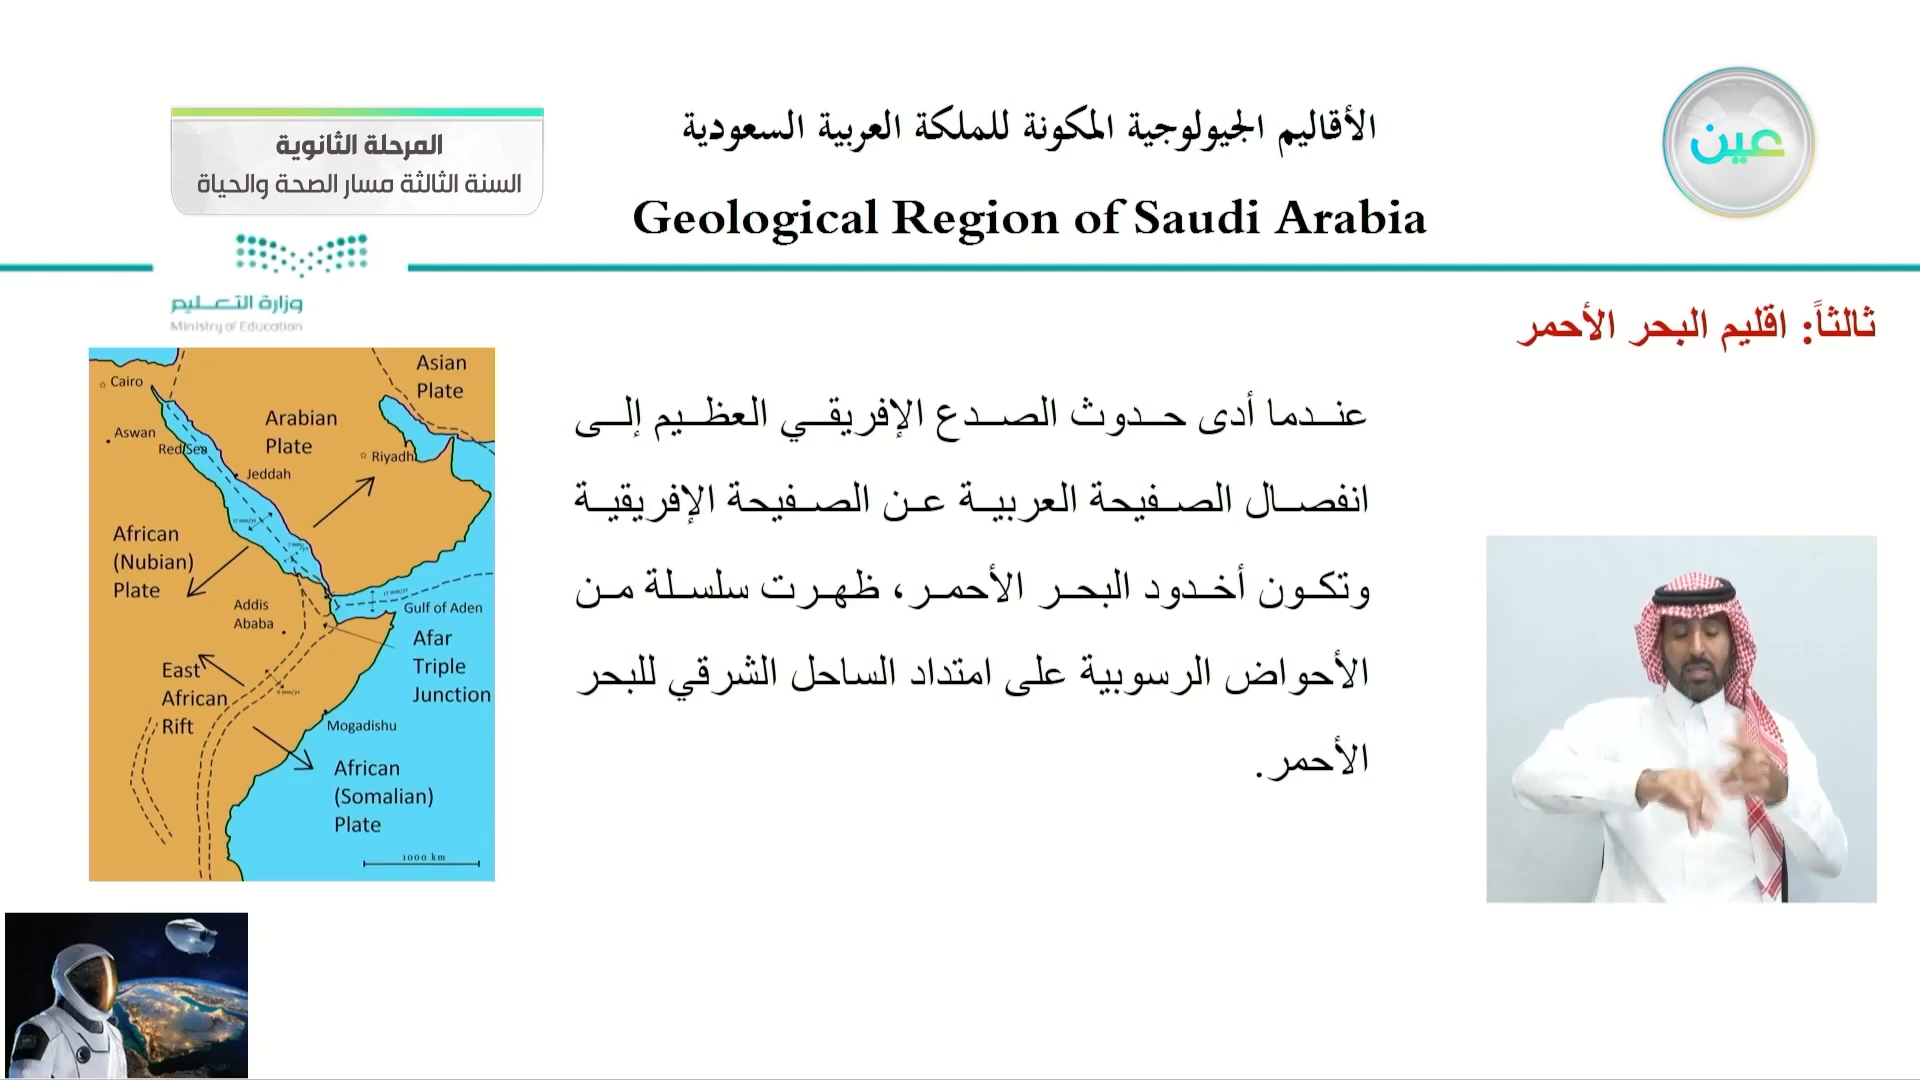 الأقاليم الجيولوجية المكونة للملكة العربية السعودية
Geological Region of Saudi Arabia
عين
المرحلة الثانوية
السنة الثالثة مسار الصحة والحياة
وزارة التعليم
Ministry of Education
ثالثاً: اقليم البحر الأحمر
عندما أدى حدوث الصدع الإفريقي العظيم إلى
انفصال الصفيحة العربية عن الصفيحة الإفريقية
وتكون أخدود البحر الأحمر، ظهرت سلسلة من
الأحواض الرسوبية على امتداد الساحل الشرقي للبحر
الأحمر.
Asian
Plate
Cairo
Arabian
Plate
Aswan
Red Sea
Riyadh
Jeddah
African
(Nubian)
Plate
Addis
Ababa
Gulf of Aden
Afar
Triple
Junction
East
African
Rift
Mogadishu
African
(Somalian)
Plate
1000 km